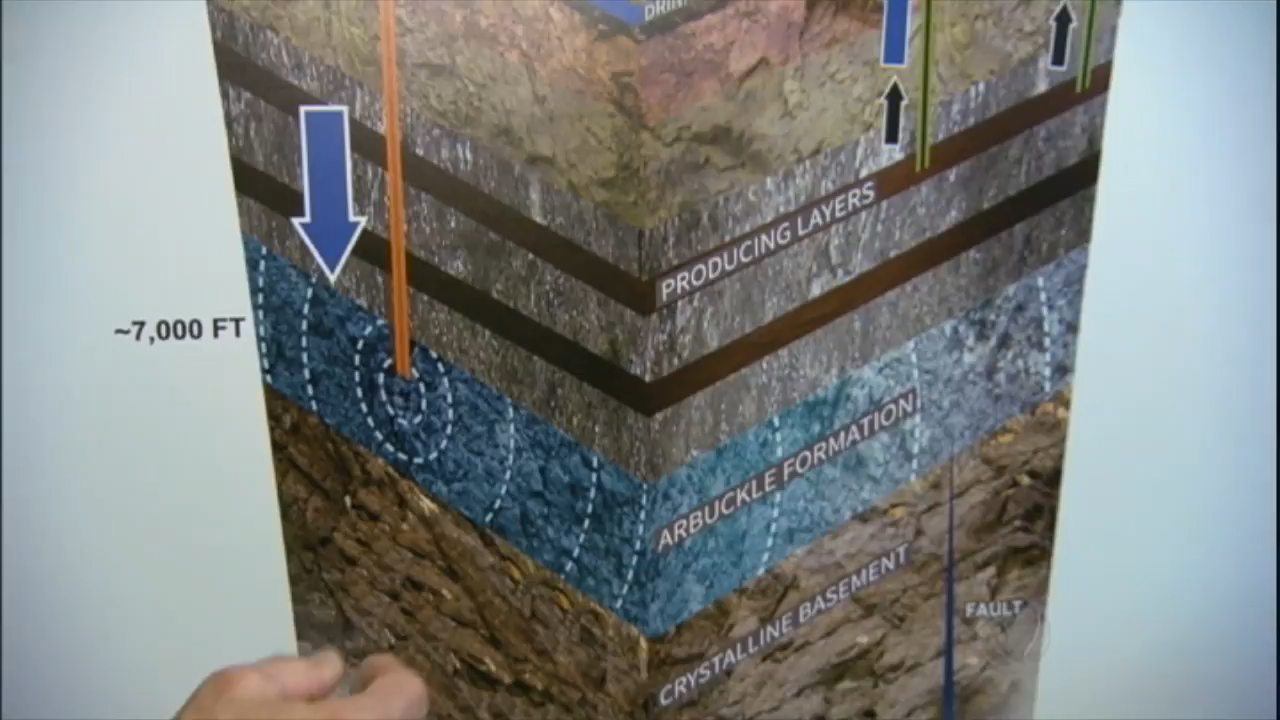 PRODUCING LAYERS
~7,000 FT
ARBUCKLE FORMATION
CRYSTALLINE BASEMENT
FAULT